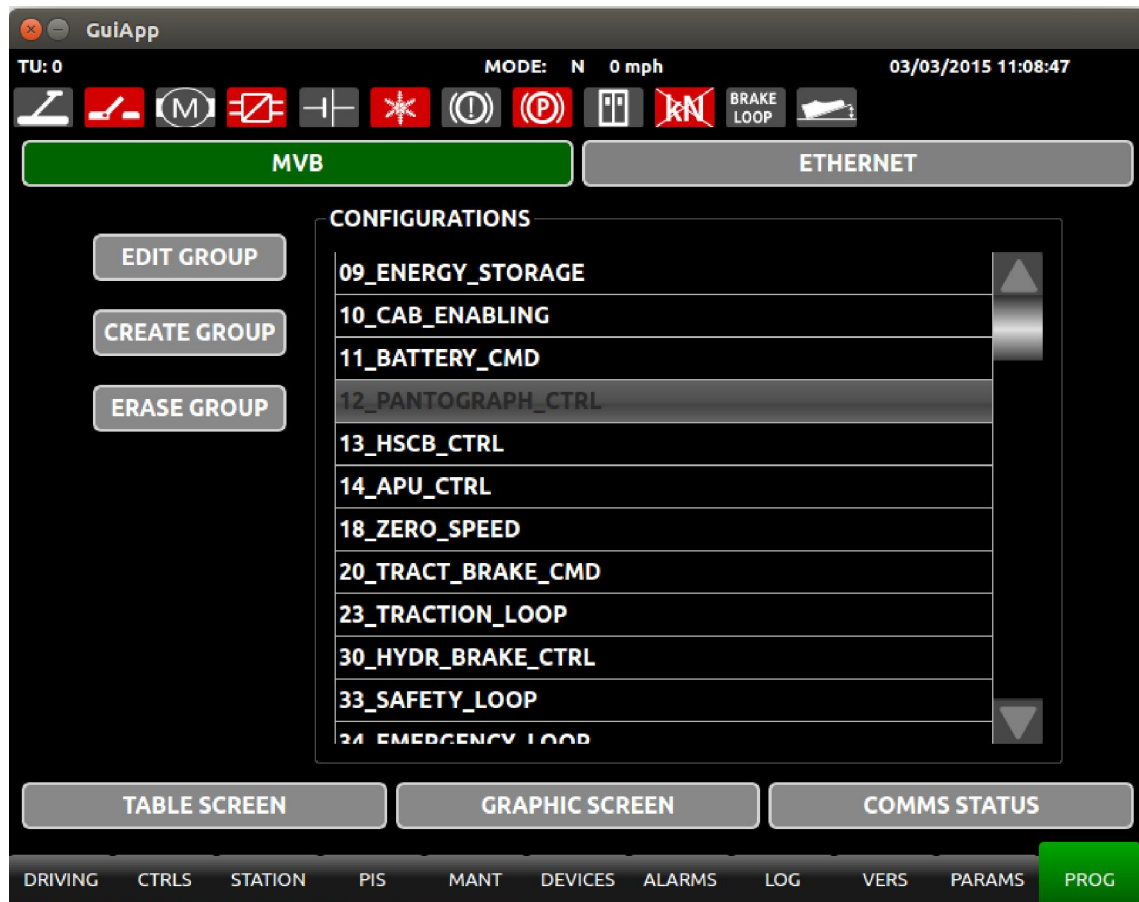 GuiApp
TU: 0 MODE: N 0 mph 03/03/2015 11:08:47
M P kN BRAKE LOOP
MVB ETHERNET
CONFIGURATIONS
EDIT GROUP
CREATE GROUP
ERASE GROUP
09_ENERGY_STORAGE
10_CAB_ENABLING
11_BATTERY_CMD
12_PANTOGRAPH_CTRL
13_HSCB_CTRL
14_APU_CTRL
18_ZERO_SPEED
20_TRACT_BRAKE_CMD
23_TRACTION_LOOP
30_HYDR_BRAKE_CTRL
33_SAFETY_LOOP
34_EMERGENCY_LOOP
TABLE SCREEN GRAPHIC SCREEN COMMS STATUS
DRIVING CTRLS STATION PIS MANT DEVICES ALARMS LOG VERS PARAMS PROG